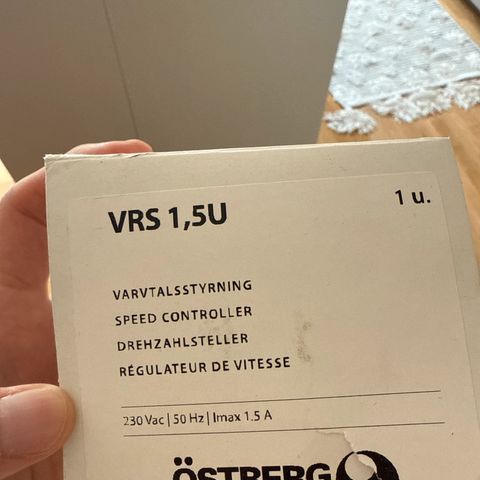 VRS 1,5U
1 u.
VARVTALSSTYRNING
SPEED CONTROLLER
DREHZAHLSTELLER
RÉGULATEUR DE VITESSE
230 Vac | 50 Hz | Imax 1.5 A
ÖSTBERG